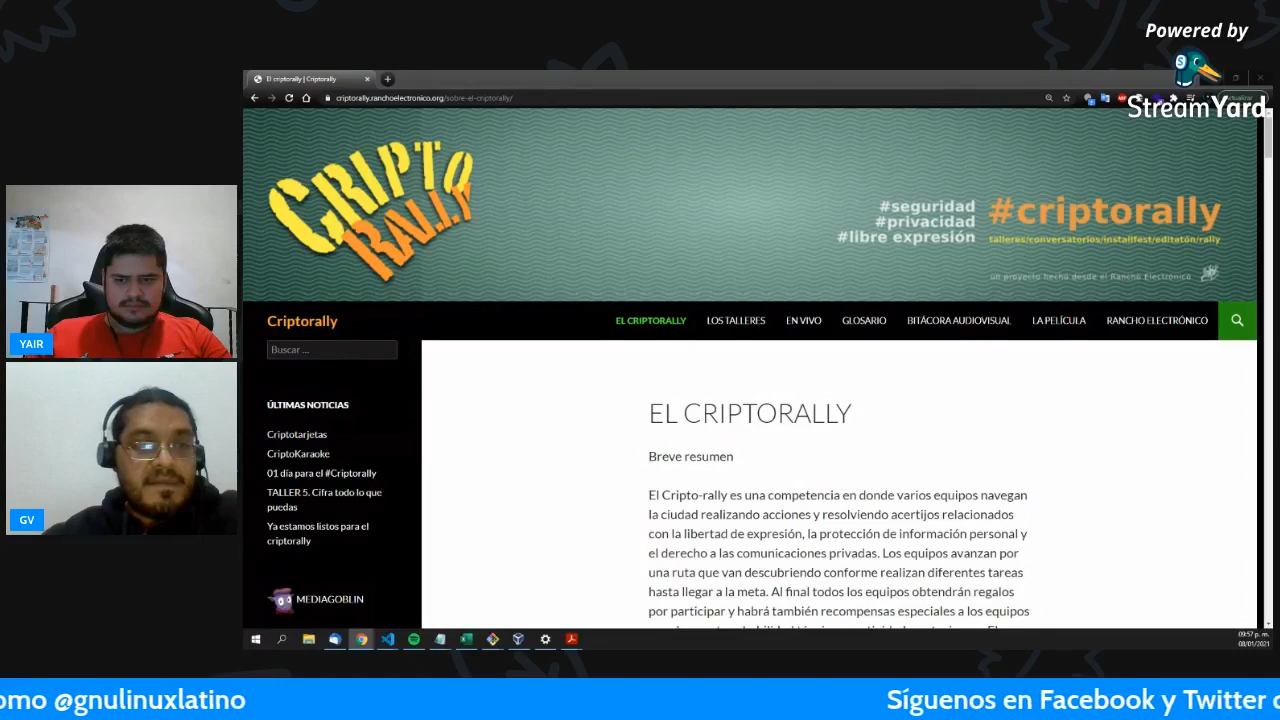 Powered by
StreamYard
El criptorally | Criptorally
criptorally.ranchoelectronico.org/sobre-el-criptorally/
CRIPTO
RALLY
#seguridad
#privacidad
#libre expresión
#criptorally
talleres/conversatorios/installfest/editatón/rally
un proyecto hecho desde el Rancho Electrónico
Criptorally
EL CRIPTORALLY
LOS TALLERES
EN VIVO
GLOSARIO
BITÁCORA AUDIOVISUAL
LA PELÍCULA
RANCHO ELECTRÓNICO
Buscar ...
ÚLTIMAS NOTICIAS
Criptotarjetas
CriptoKaraoke
01 día para el #Criptorally
TALLER 5. Cifra todo lo que
puedas
Ya estamos listos para el
criptorally
MEDIAGOBLIN
EL CRIPTORALLY
Breve resumen
El Cripto-rally es una competencia en donde varios equipos navegan
la ciudad realizando acciones y resolviendo acertijos relacionados
con la libertad de expresión, la protección de información personal y
el derecho a las comunicaciones privadas. Los equipos avanzan por
una ruta que van descubriendo conforme realizan diferentes tareas
hasta llegar a la meta. Al final todos los equipos obtendrán regalos
por participar y habrá también recompensas especiales a los equipos
YAIR
GV
09:57 p. m.
08/01/2021
omo @gnulinuxlatino
Síguenos en Facebook y Twitter c